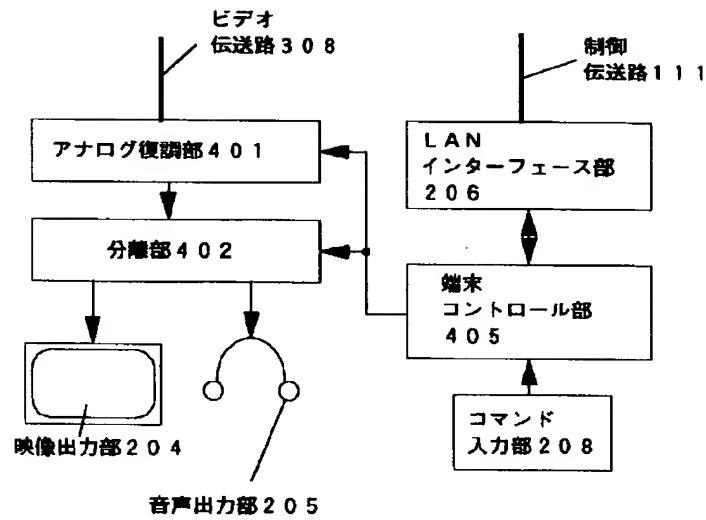 ビデオ
伝送路308
制御
伝送路111
アナログ復調部401
LAN
インターフェース部
206
分離部402
端末
コントロール部
405
コマンド
入力部208
映像出力部204
音声出力部205